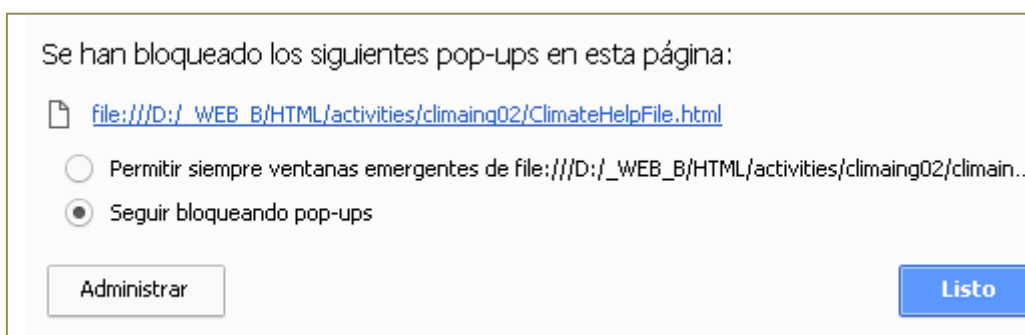 Se han bloqueado los siguientes pop-ups en esta página:
file:///D:/_WEB_B/HTML/activities/climaing02/ClimateHelpFile.html
Permitir siempre ventanas emergentes de file:///D:/_WEB_B/HTML/activities/climaing02/climain...
Seguir bloqueando pop-ups
Administrar
Listo